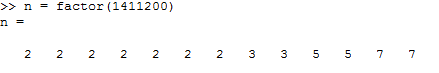 >> n = factor(1411200)
n =
2 2 2 2 2 2 2 3 3 5 5 7 7